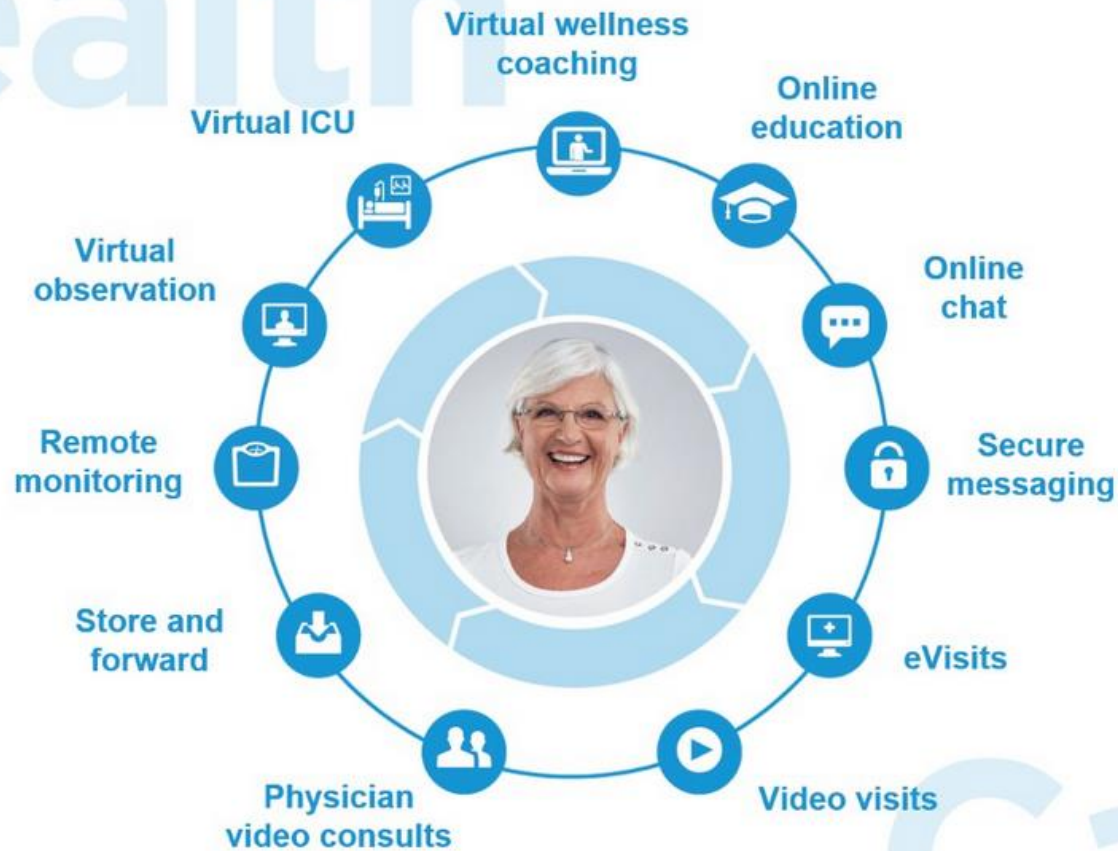 ealth
Virtual wellness
coaching
Online
education
Online
chat
Secure
messaging
eVisits
Video visits
Physician
video consults
Store and
forward
Remote
monitoring
Virtual
observation
Virtual ICU